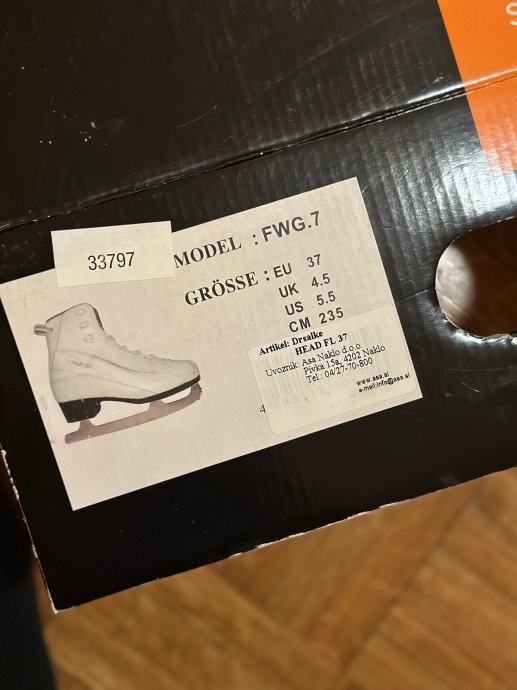 S
33797
MODEL : FWG.7
GRÖSSE : EU 37
UK 4.5
US 5.5
CM 235
Artikel: Drsalke
HEAD FL 37
Uvoznik: Asa Naklo d.o.o.
Pivka 15a, 4202 Naklo
Tel.: 04/27-70-800
www.asa.si
e-mail:info@asa.si
4